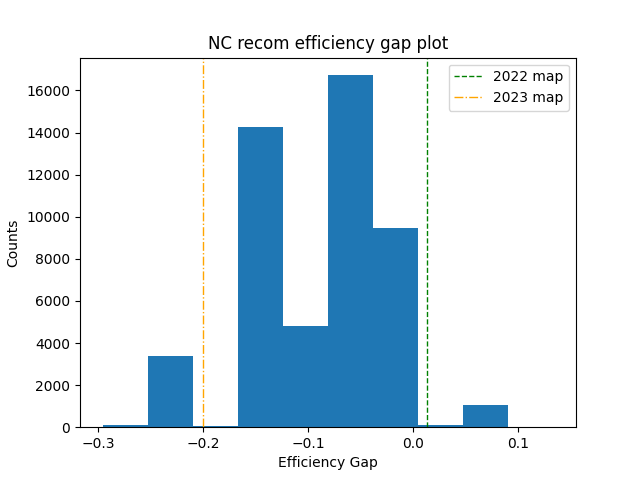 NC recom efficiency gap plot
2022 map
2023 map
16000
14000
12000
10000
8000
6000
4000
2000
0
Counts
−0.3 −0.2 −0.1 0.0 0.1
Efficiency Gap